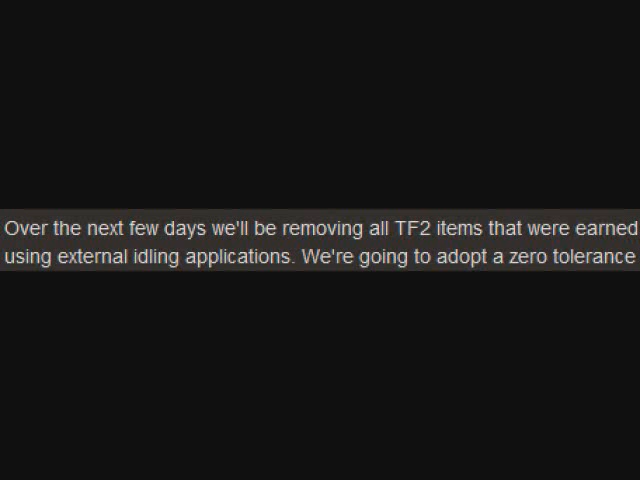 Over the next few days we'll be removing all TF2 items that were earned
using external idling applications. We're going to adopt a zero tolerance